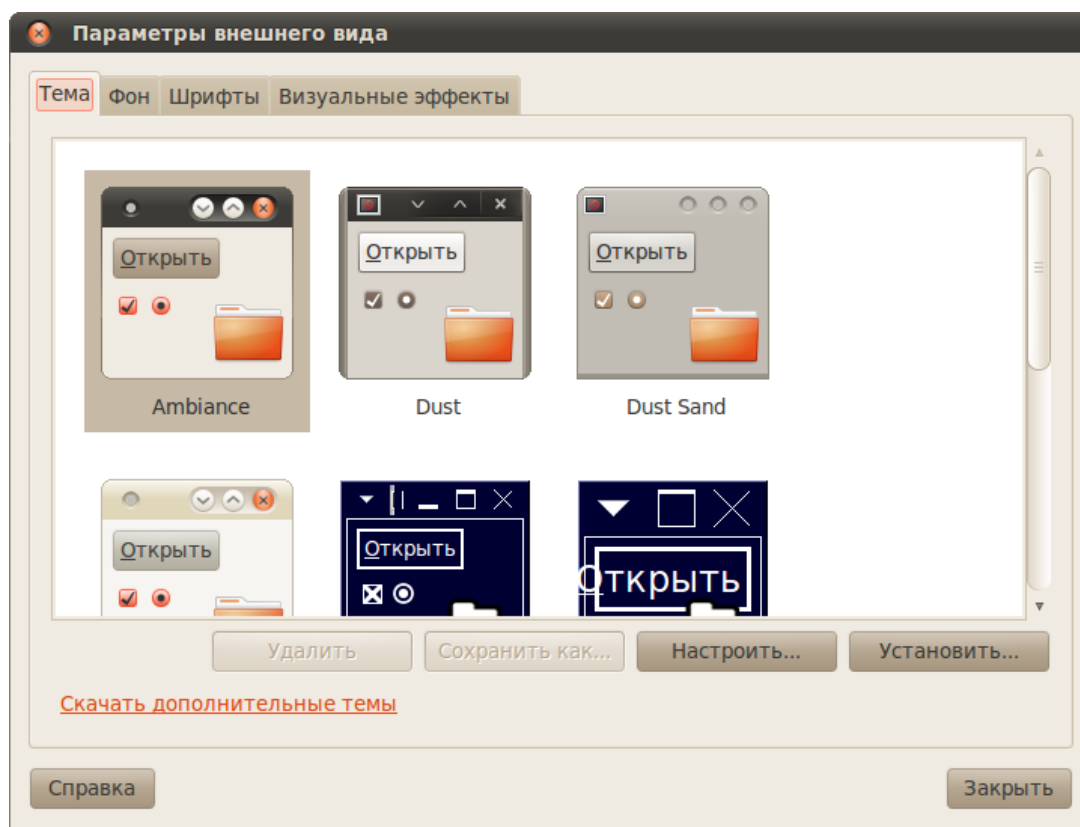 Параметры внешнего вида
Тема Фон Шрифты Визуальные эффекты
Открыть Открыть Открыть
Ambiance Dust Dust Sand
Открыть Открыть Открыть
Удалить Сохранить как... Настроить... Установить...
Скачать дополнительные темы
Справка Закрыть